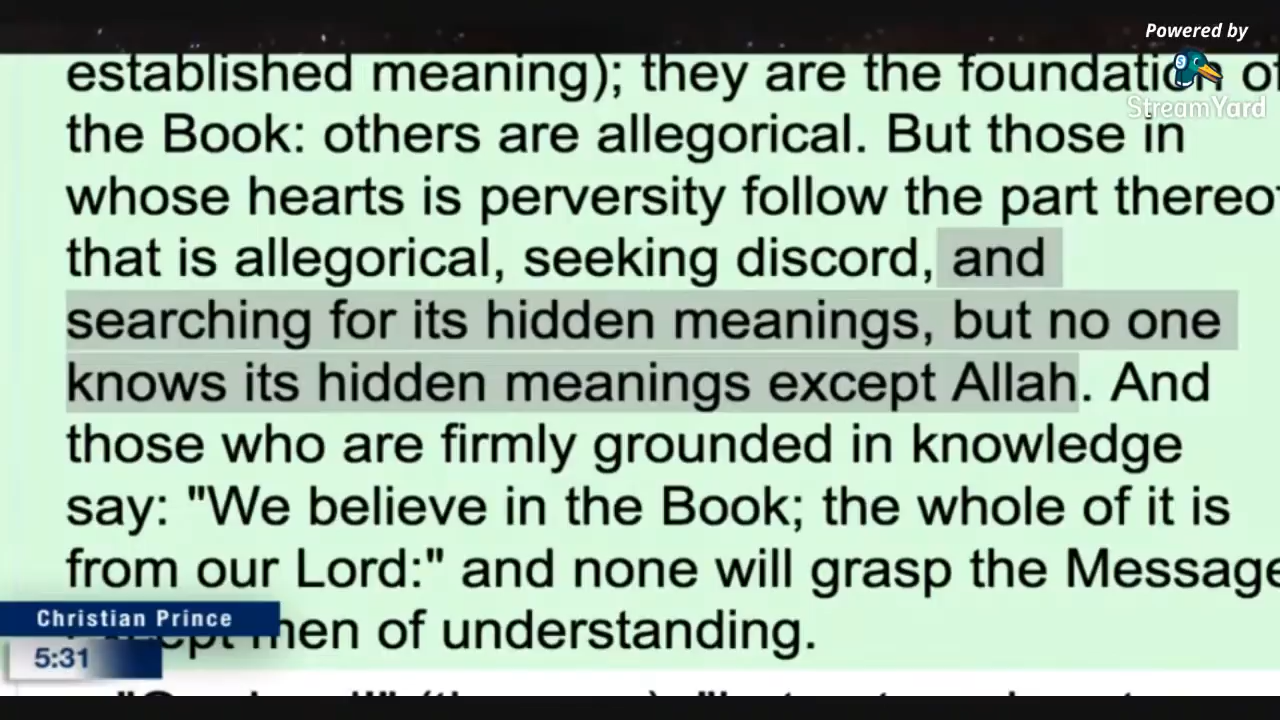 Powered by
StreamYard
established meaning); they are the foundation of
the Book: others are allegorical. But those in
whose hearts is perversity follow the part thereof
that is allegorical, seeking discord, and
searching for its hidden meanings, but no one
knows its hidden meanings except Allah. And
those who are firmly grounded in knowledge
say: "We believe in the Book; the whole of it is
from our Lord:" and none will grasp the Message
men of understanding.
Christian Prince
5:31